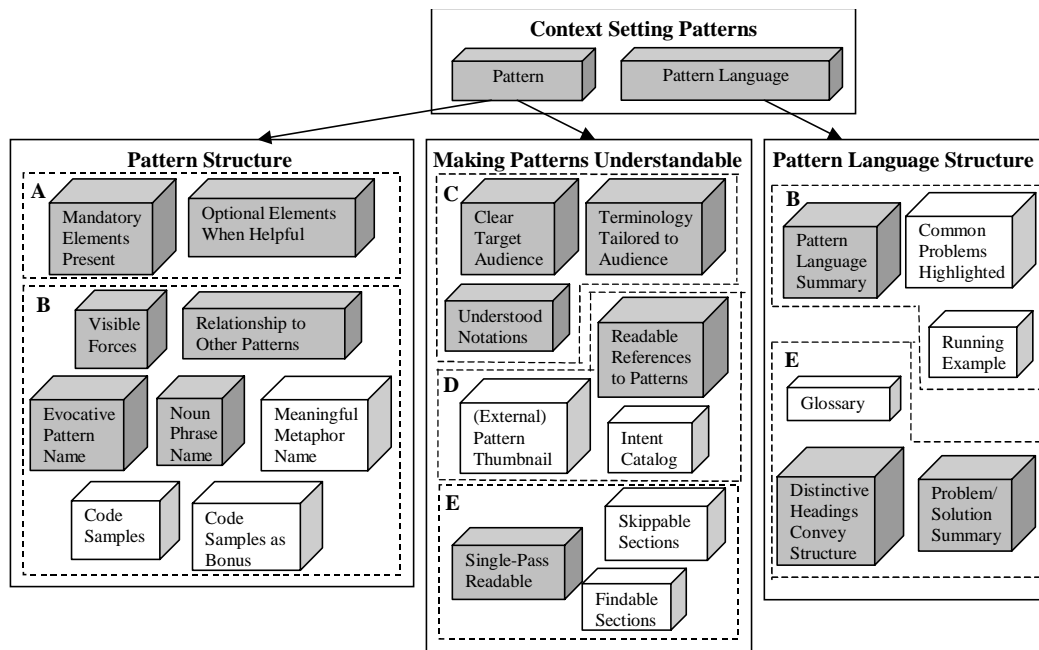 Context Setting Patterns
Pattern
Pattern Language
Pattern Structure
A
Mandatory
Elements
Present
Optional Elements
When Helpful
B
Visible
Forces
Relationship to
Other Patterns
Evocative
Pattern
Name
Noun
Phrase
Name
Meaningful
Metaphor
Name
Code
Samples
Code
Samples as
Bonus
Making Patterns Understandable
C
Clear
Target
Audience
Terminology
Tailored to
Audience
Understood
Notations
Readable
References
to Patterns
D
(External)
Pattern
Thumbnail
Intent
Catalog
E
Skippable
Sections
Single-Pass
Readable
Findable
Sections
Pattern Language Structure
B
Pattern
Language
Summary
Common
Problems
Highlighted
Running
Example
E
Glossary
Distinctive
Headings
Convey
Structure
Problem/
Solution
Summary